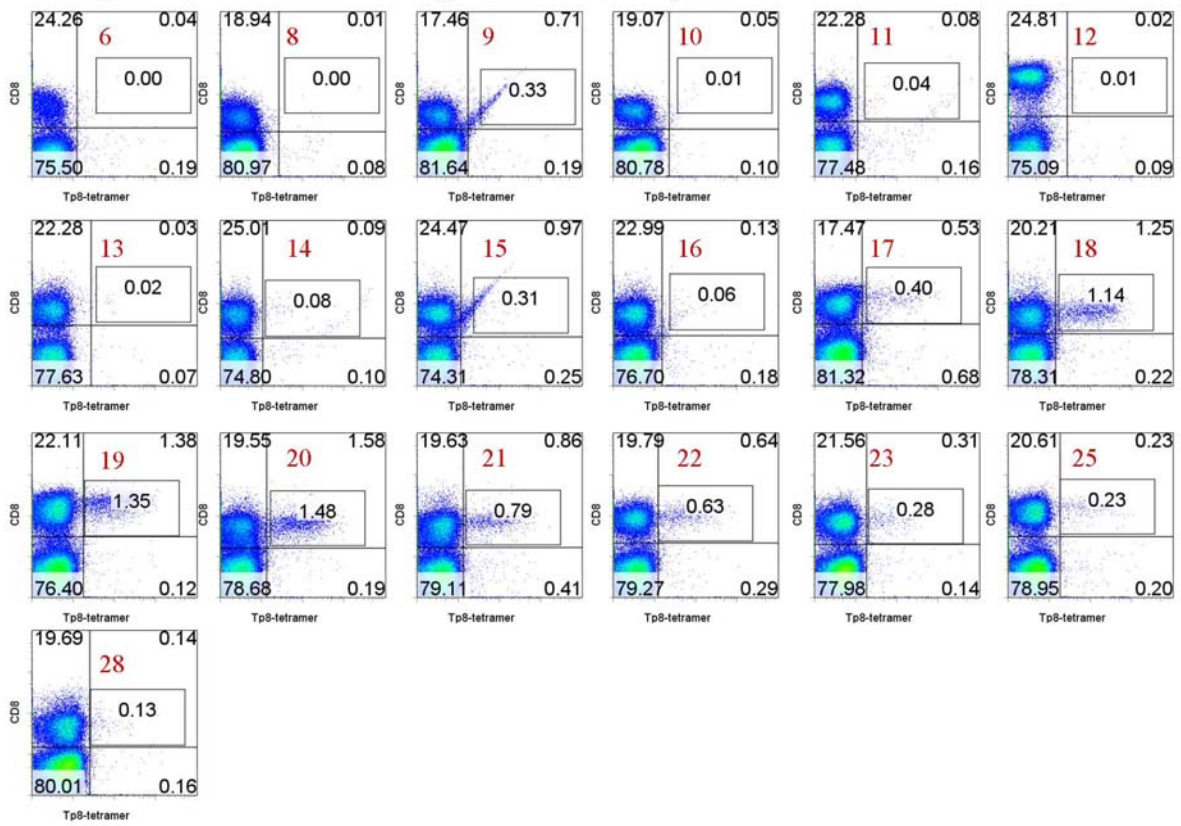 24.26 0.04 18.94 0.01 17.46 0.71 19.07 0.05 22.28 0.08 24.81 0.02
6 8 9 10 11 12
CD8 0.00 CD8 0.00 CD8 0.33 CD8 0.01 CD8 0.04 CD8 0.01
75.50 0.19 80.97 0.08 81.64 0.19 80.78 0.10 77.48 0.16 75.09 0.09
Tp8-tetramer Tp8-tetramer Tp8-tetramer Tp8-tetramer Tp8-tetramer Tp8-tetramer
22.28 0.03 25.01 0.09 24.47 0.97 22.99 0.13 17.47 0.53 20.21 1.25
13 14 15 16 17 18
CD8 0.02 CD8 0.08 CD8 0.31 CD8 0.06 CD8 0.40 CD8 1.14
77.63 0.07 74.80 0.10 74.31 0.25 76.70 0.18 81.32 0.68 78.31 0.22
Tp8-tetramer Tp8-tetramer Tp8-tetramer Tp8-tetramer Tp8-tetramer Tp8-tetramer
22.11 1.38 19.55 1.58 19.63 0.86 19.79 0.64 21.56 0.31 20.61 0.23
19 20 21 22 23 25
CD8 1.35 CD8 1.48 CD8 0.79 CD8 0.63 CD8 0.28 CD8 0.23
76.40 0.12 78.68 0.19 79.11 0.41 79.27 0.29 77.98 0.14 78.95 0.20
Tp8-tetramer Tp8-tetramer Tp8-tetramer Tp8-tetramer Tp8-tetramer Tp8-tetramer
19.69 0.14
28
CD8 0.13
80.01 0.16
Tp8-tetramer